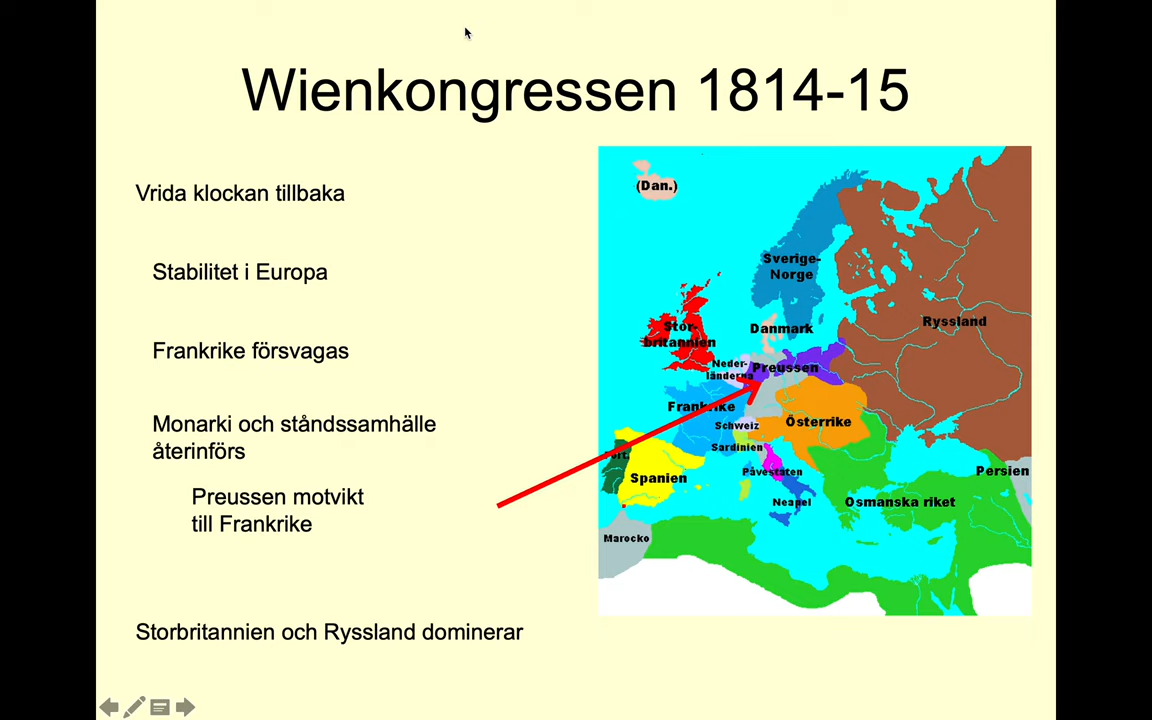 Wienkongressen 1814-15
Vrida klockan tillbaka
Stabilitet i Europa
Frankrike försvagas
Monarki och ståndssamhälle
återinförs
Preussen motvikt
till Frankrike
Storbritannien och Ryssland dominerar
(Dan.)
Sverige-
Norge
Ryssland
Danmark
Stor-
britannien
Neder-
länderna
Preussen
Frankrike
Schweiz
Österrike
Sardinien
Port.
Spanien
Påvestaten
Persien
Neapel
Osmanska riket
Marocko